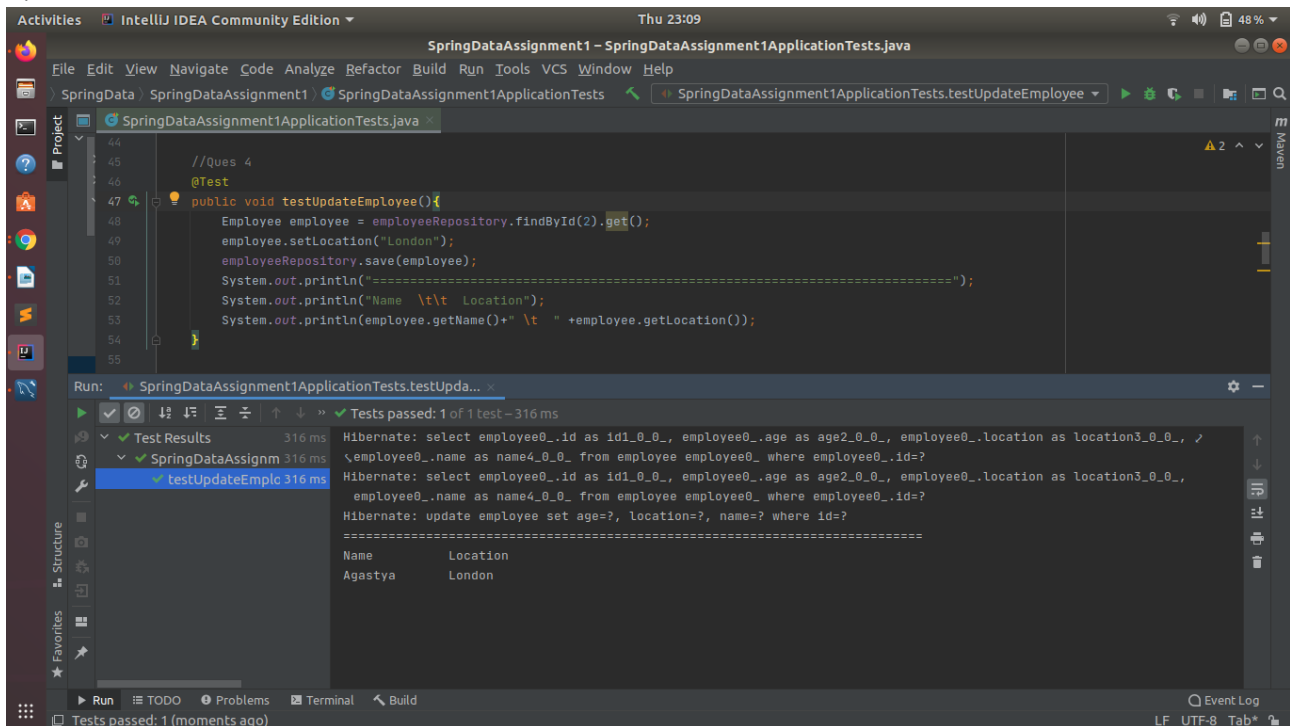 Activities IntelliJ IDEA Community Edition Thu 23:09 48%
SpringDataAssignment1 – SpringDataAssignment1ApplicationTests.java
File Edit View Navigate Code Analyze Refactor Build Run Tools VCS Window Help
SpringData SpringDataAssignment1 SpringDataAssignment1ApplicationTests SpringDataAssignment1ApplicationTests.testUpdateEmployee
Project
SpringDataAssignment1ApplicationTests.java
m Maven
44 2
45 //Ques 4
46 @Test
47 public void testUpdateEmployee(){
48 Employee employee = employeeRepository.findById(2).get();
49 employee.setLocation("London");
50 employeeRepository.save(employee);
51 System.out.println("=============================================================================");
52 System.out.println("Name \t\t Location");
53 System.out.println(employee.getName()+" \t " +employee.getLocation());
54 }
55
Run: SpringDataAssignment1ApplicationTests.testUpda...
Tests passed: 1 of 1 test – 316 ms
Test Results 316 ms
SpringDataAssignm 316 ms
testUpdateEmplc 316 ms
Hibernate: select employee0_.id as id1_0_0_, employee0_.age as age2_0_0_, employee0_.location as location3_0_0_,
employee0_.name as name4_0_0_ from employee employee0_ where employee0_.id=?
Hibernate: select employee0_.id as id1_0_0_, employee0_.age as age2_0_0_, employee0_.location as location3_0_0_,
employee0_.name as name4_0_0_ from employee employee0_ where employee0_.id=?
Hibernate: update employee set age=?, location=?, name=? where id=?
=============================================================================
Name Location
Agastya London
Structure
Favorites
Run TODO Problems Terminal Build Event Log
Tests passed: 1 (moments ago) LF UTF-8 Tab*